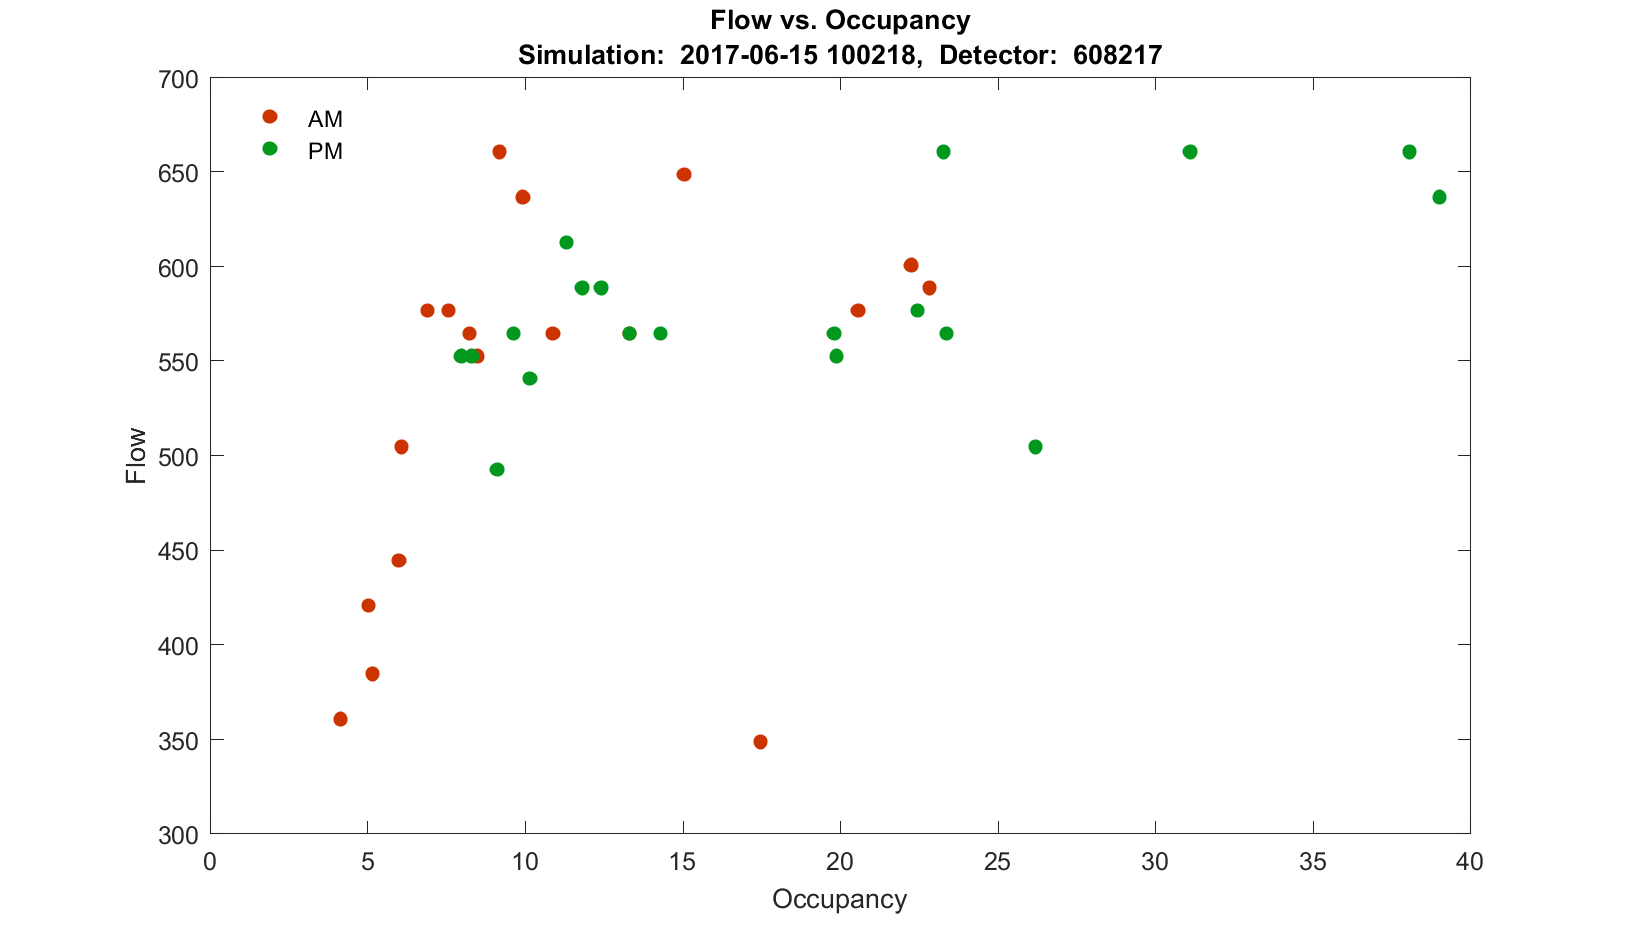 Flow vs. Occupancy
Simulation:  2017-06-15 100218,  Detector:  608217
AM
PM
700
650
600
550
500
450
400
350
300
Flow
0 5 10 15 20 25 30 35 40
Occupancy